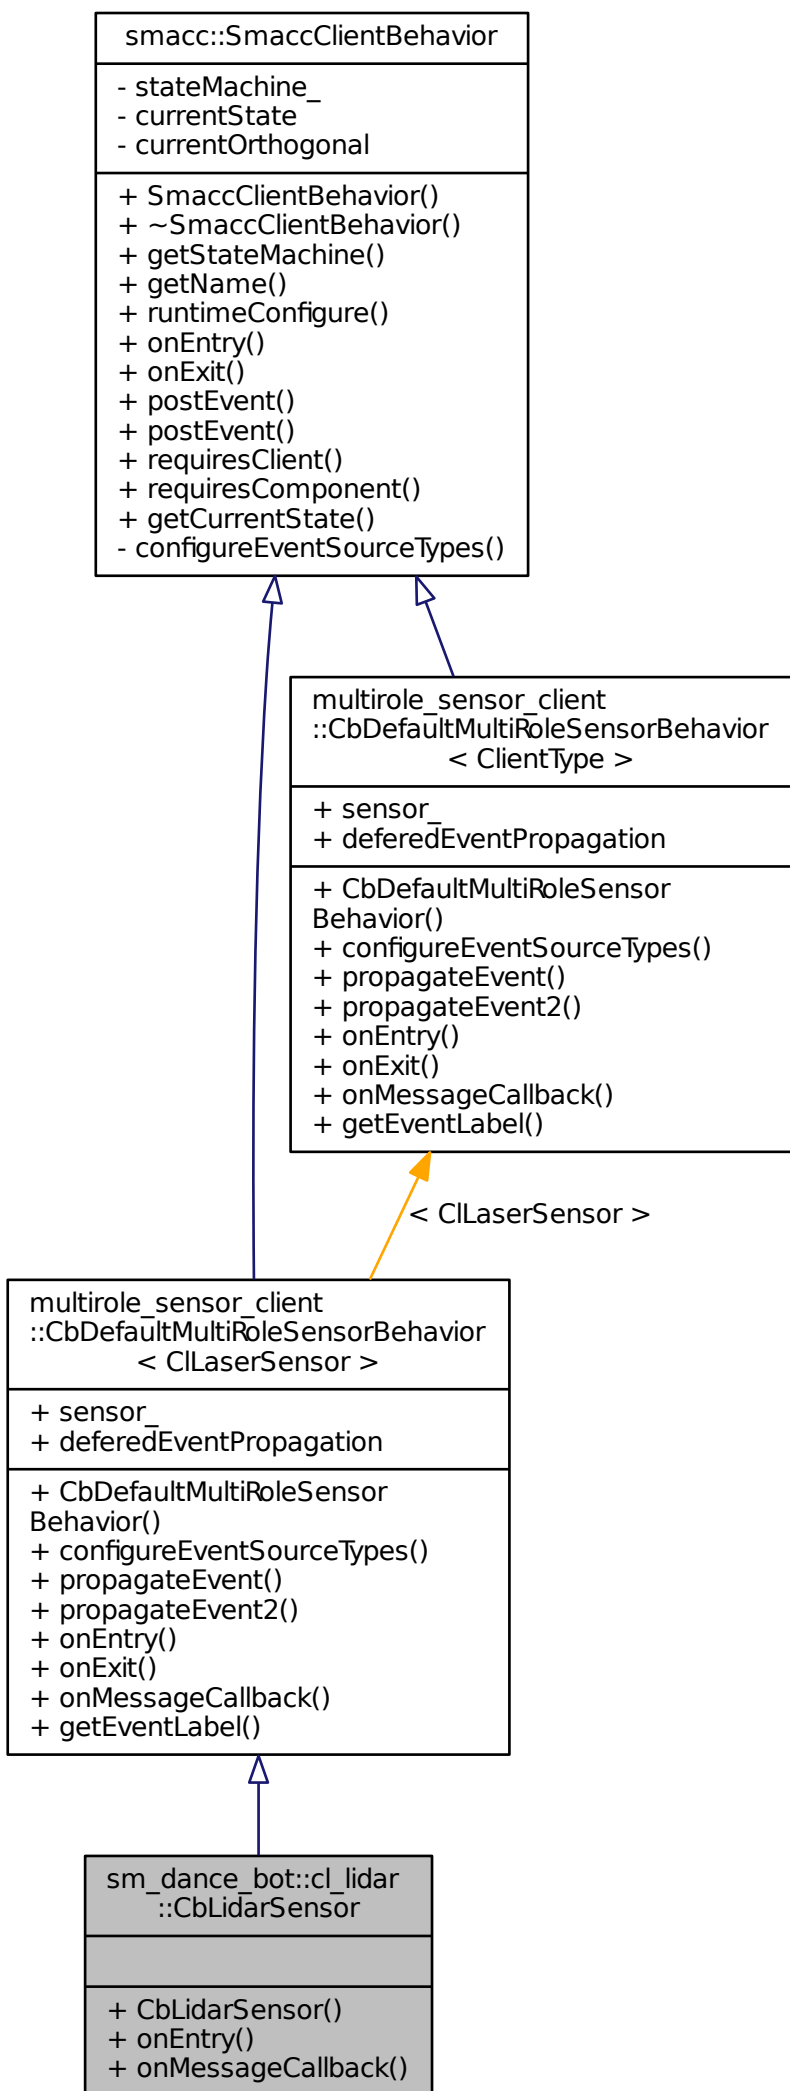 smacc::SmaccClientBehavior
- stateMachine_
- currentState
- currentOrthogonal
+ SmaccClientBehavior()
+ ~SmaccClientBehavior()
+ getStateMachine()
+ getName()
+ runtimeConfigure()
+ onEntry()
+ onExit()
+ postEvent()
+ postEvent()
+ requiresClient()
+ requiresComponent()
+ getCurrentState()
- configureEventSourceTypes()
multirole_sensor_client
::CbDefaultMultiRoleSensorBehavior
< ClientType >
+ sensor_
+ deferedEventPropagation
+ CbDefaultMultiRoleSensor
Behavior()
+ configureEventSourceTypes()
+ propagateEvent()
+ propagateEvent2()
+ onEntry()
+ onExit()
+ onMessageCallback()
+ getEventLabel()
< ClLaserSensor >
multirole_sensor_client
::CbDefaultMultiRoleSensorBehavior
< ClLaserSensor >
+ sensor_
+ deferedEventPropagation
+ CbDefaultMultiRoleSensor
Behavior()
+ configureEventSourceTypes()
+ propagateEvent()
+ propagateEvent2()
+ onEntry()
+ onExit()
+ onMessageCallback()
+ getEventLabel()
sm_dance_bot::cl_lidar
::CbLidarSensor
+ CbLidarSensor()
+ onEntry()
+ onMessageCallback()